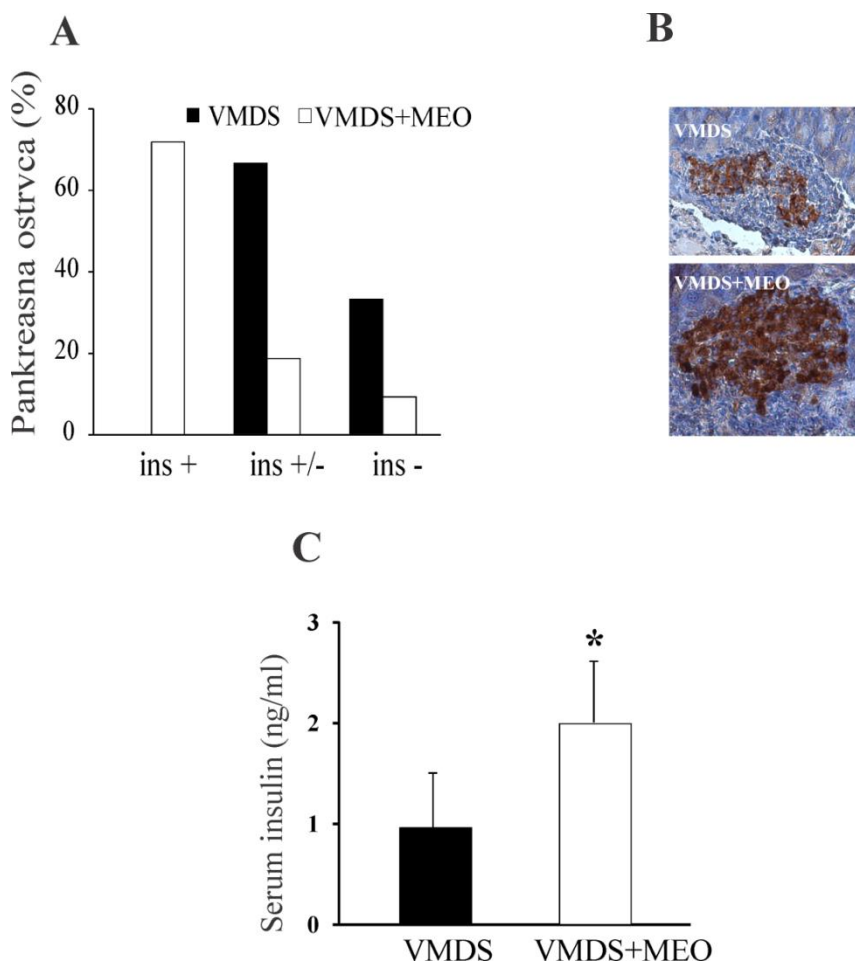 A
Pankreasna ostrvca (%)
80
60
40
20
0
VMDS
VMDS+MEO
ins +
ins +/-
ins -
B
VMDS
VMDS+MEO
C
Serum insulin (ng/ml)
3
2
1
0
*
VMDS
VMDS+MEO